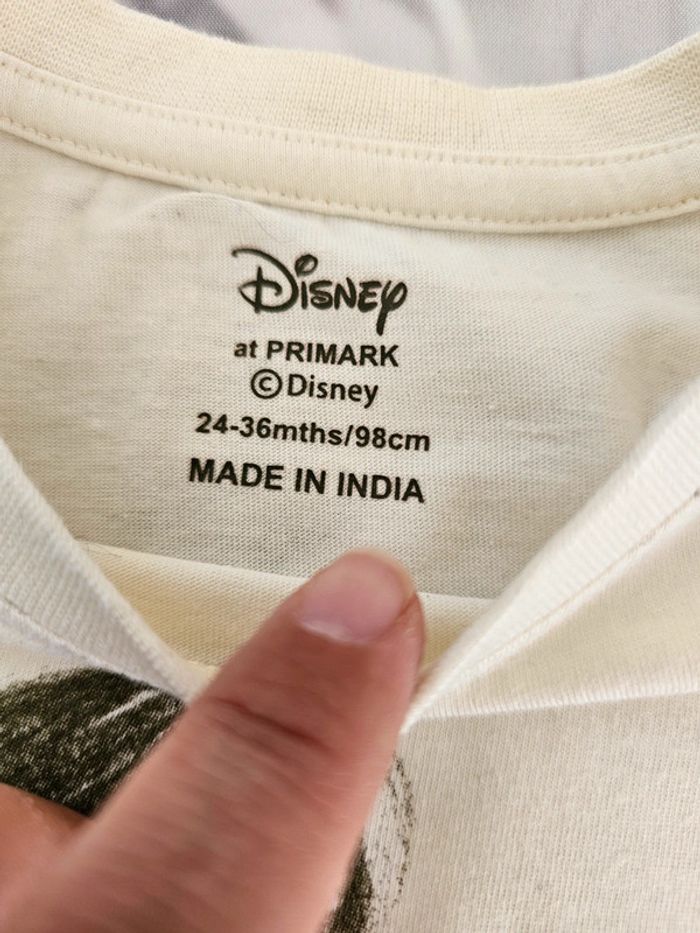 Disney
at PRIMARK
©Disney
24-36mths/98cm
MADE IN INDIA